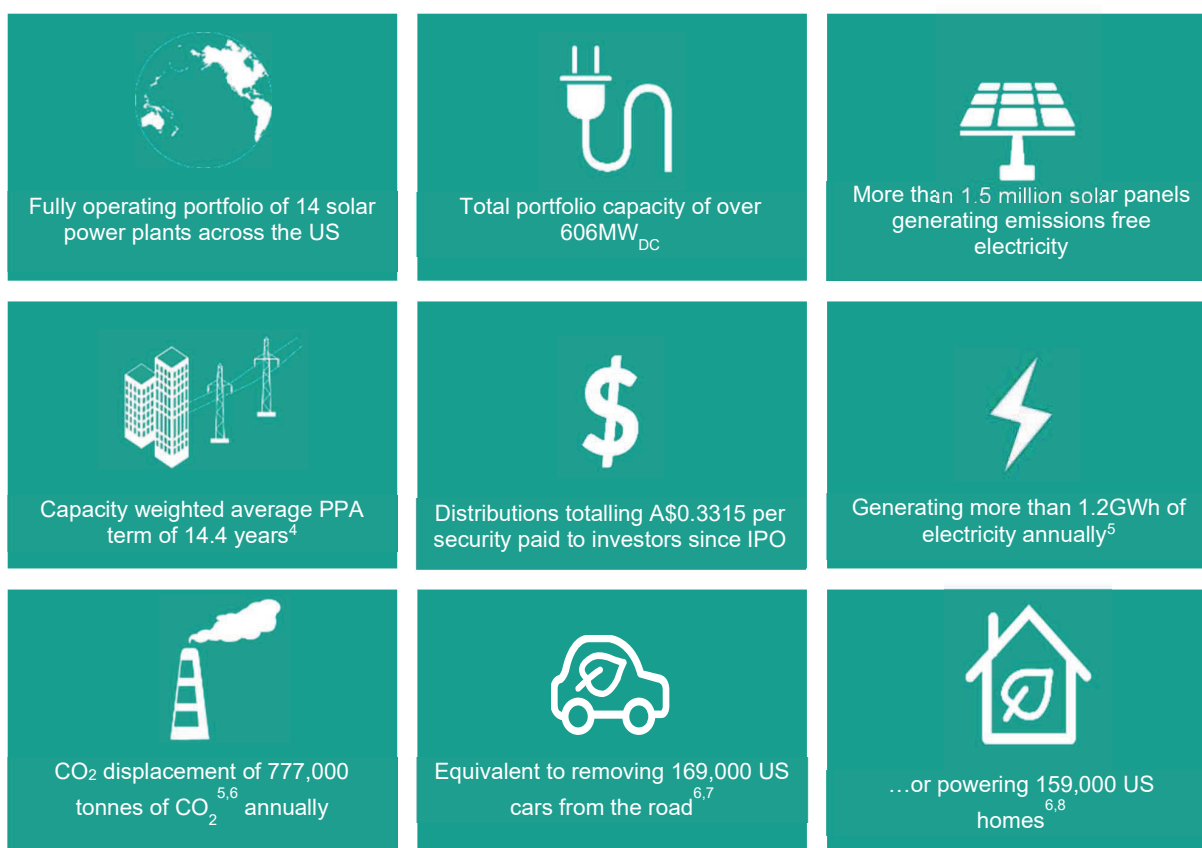 Fully operating portfolio of 14 solar
power plants across the US
Total portfolio capacity of over
606MWDC
More than 1.5 million solar panels
generating emissions free
electricity
Capacity weighted average PPA
term of 14.4 years4
Distributions totalling A$0.3315 per
security paid to investors since IPO
Generating more than 1.2GWh of
electricity annually5
CO2 displacement of 777,000
tonnes of CO2 5,6 annually
Equivalent to removing 169,000 US
cars from the road6,7
…or powering 159,000 US
homes6,8